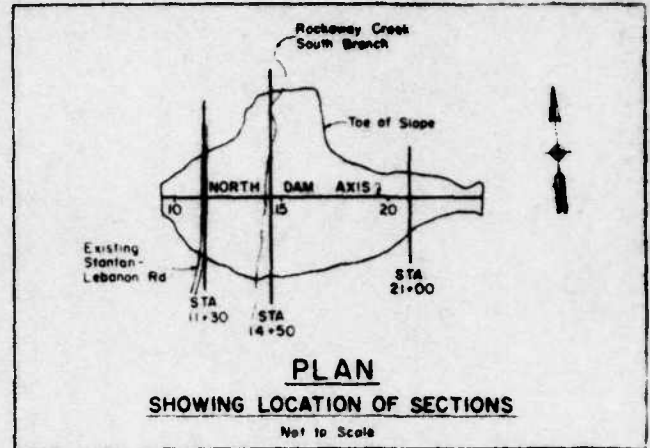 Rockaway Creek
South Branch
Toe of Slope
NORTH DAM AXIS
10 15 20
Existing
Stanton-
Lebanon Rd
STA
11+30
STA
14+50
STA
21+00
PLAN
SHOWING LOCATION OF SECTIONS
Not to Scale